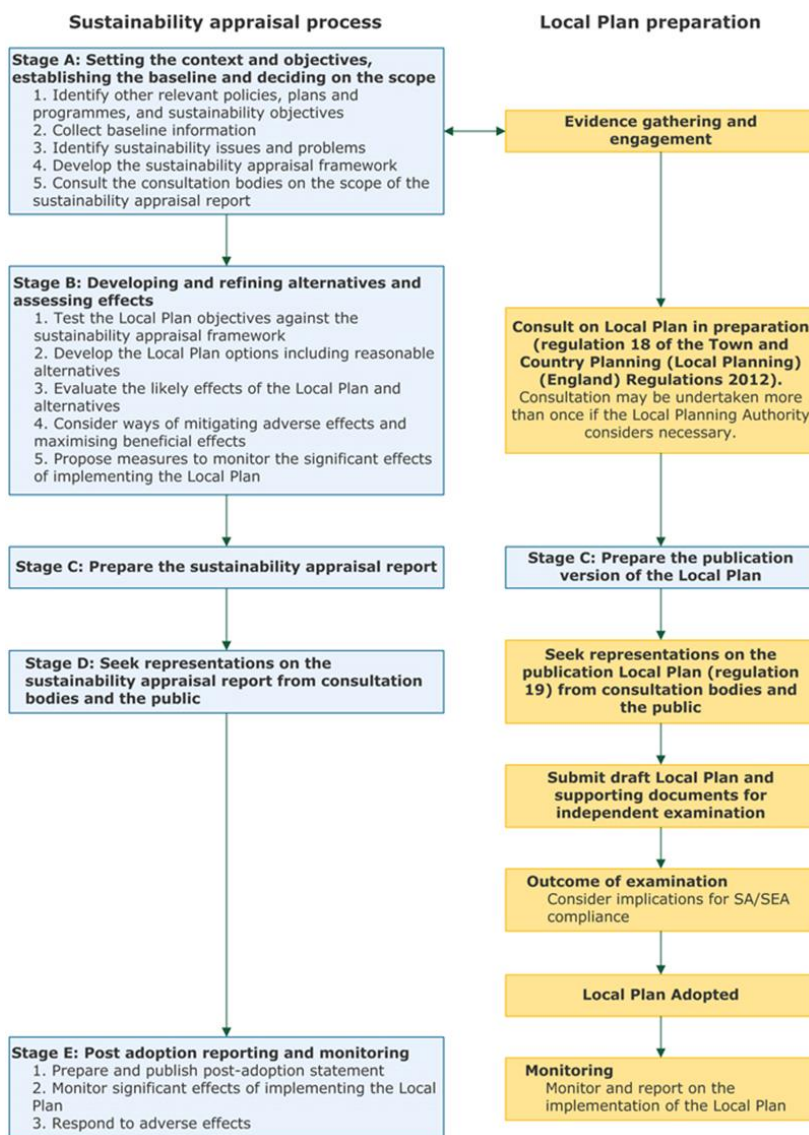 Sustainability appraisal process
Local Plan preparation
Stage A: Setting the context and objectives,
establishing the baseline and deciding on the scope
1. Identify other relevant policies, plans and
programmes, and sustainability objectives
2. Collect baseline information
3. Identify sustainability issues and problems
4. Develop the sustainability appraisal framework
5. Consult the consultation bodies on the scope of the
sustainability appraisal report
Evidence gathering and
engagement
Stage B: Developing and refining alternatives and
assessing effects
1. Test the Local Plan objectives against the
sustainability appraisal framework
2. Develop the Local Plan options including reasonable
alternatives
3. Evaluate the likely effects of the Local Plan and
alternatives
4. Consider ways of mitigating adverse effects and
maximising beneficial effects
5. Propose measures to monitor the significant effects
of implementing the Local Plan
Consult on Local Plan in preparation
(regulation 18 of the Town and
Country Planning (Local Planning)
(England) Regulations 2012).
Consultation may be undertaken more
than once if the Local Planning Authority
considers necessary.
Stage C: Prepare the sustainability appraisal report
Stage C: Prepare the publication
version of the Local Plan
Stage D: Seek representations on the
sustainability appraisal report from consultation
bodies and the public
Seek representations on the
publication Local Plan (regulation
19) from consultation bodies and
the public
Submit draft Local Plan and
supporting documents for
independent examination
Outcome of examination
Consider implications for SA/SEA
compliance
Local Plan Adopted
Stage E: Post adoption reporting and monitoring
1. Prepare and publish post-adoption statement
2. Monitor significant effects of implementing the Local
Plan
3. Respond to adverse effects
Monitoring
Monitor and report on the
implementation of the Local Plan